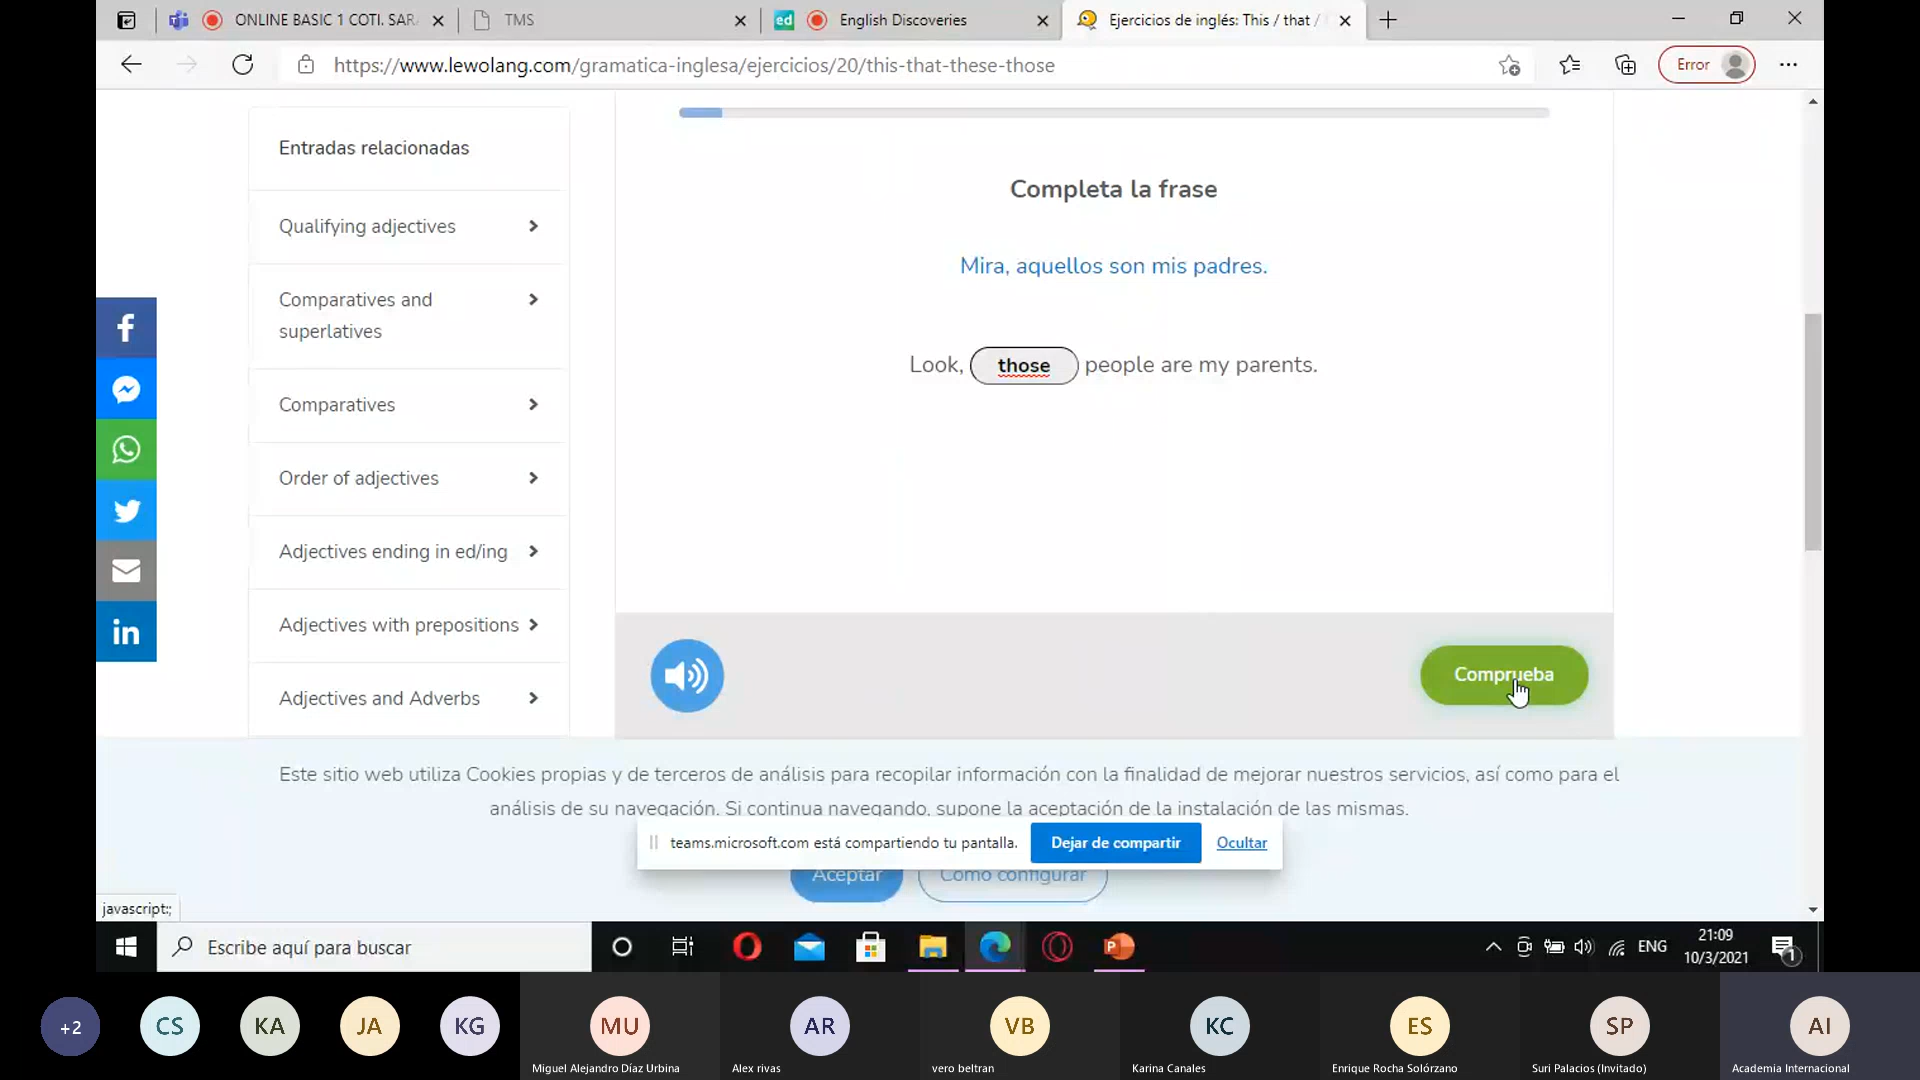 ONLINE BASIC 1 COTI. SAR
TMS
ed
English Discoveries
Ejercicios de inglés: This / that /
https://www.lewolang.com/gramatica-inglesa/ejercicios/20/this-that-these-those
Error
Entradas relacionadas
Qualifying adjectives
Comparatives and
superlatives
Comparatives
Order of adjectives
Adjectives ending in ed/ing
Adjectives with prepositions
Adjectives and Adverbs
Completa la frase
Mira, aquellos son mis padres.
Look, those people are my parents.
Comprueba
Este sitio web utiliza Cookies propias y de terceros de análisis para recopilar información con la finalidad de mejorar nuestros servicios, así como para el
análisis de su navegación. Si continua navegando, supone la aceptación de la instalación de las mismas.
teams.microsoft.com está compartiendo tu pantalla.
Dejar de compartir
Ocultar
Aceptar
Como configurar
javascript:;
Escribe aquí para buscar
ENG
21:09
10/3/2021
1
+2
CS
KA
JA
KG
MU
AR
VB
KC
ES
SP
AI
Miguel Alejandro Díaz Urbina
Alex rivas
vero beltran
Karina Canales
Enrique Rocha Solórzano
Suri Palacios (Invitado)
Academia Internacional